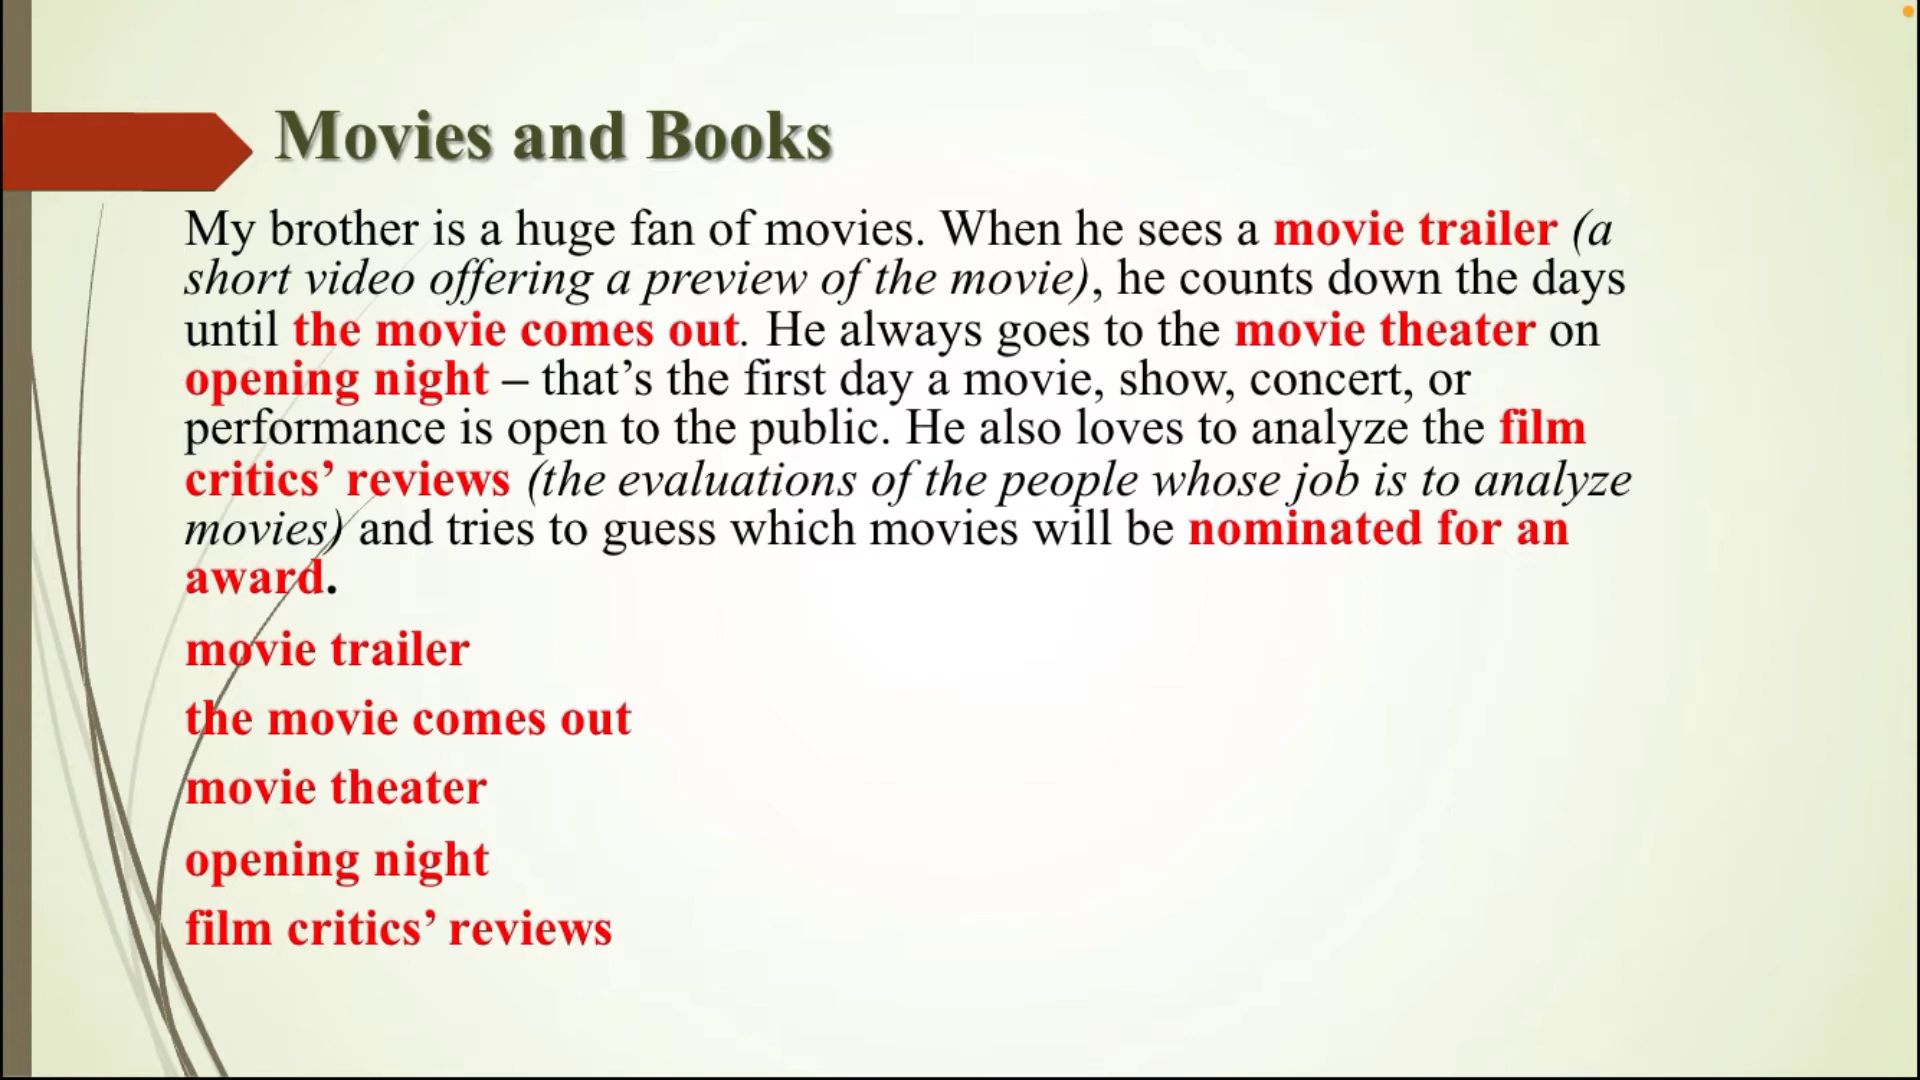 Movies and Books
My brother is a huge fan of movies. When he sees a movie trailer (a
short video offering a preview of the movie), he counts down the days
until the movie comes out. He always goes to the movie theater on
opening night – that’s the first day a movie, show, concert, or
performance is open to the public. He also loves to analyze the film
critics’ reviews (the evaluations of the people whose job is to analyze
movies) and tries to guess which movies will be nominated for an
award.
movie trailer
the movie comes out
movie theater
opening night
film critics’ reviews